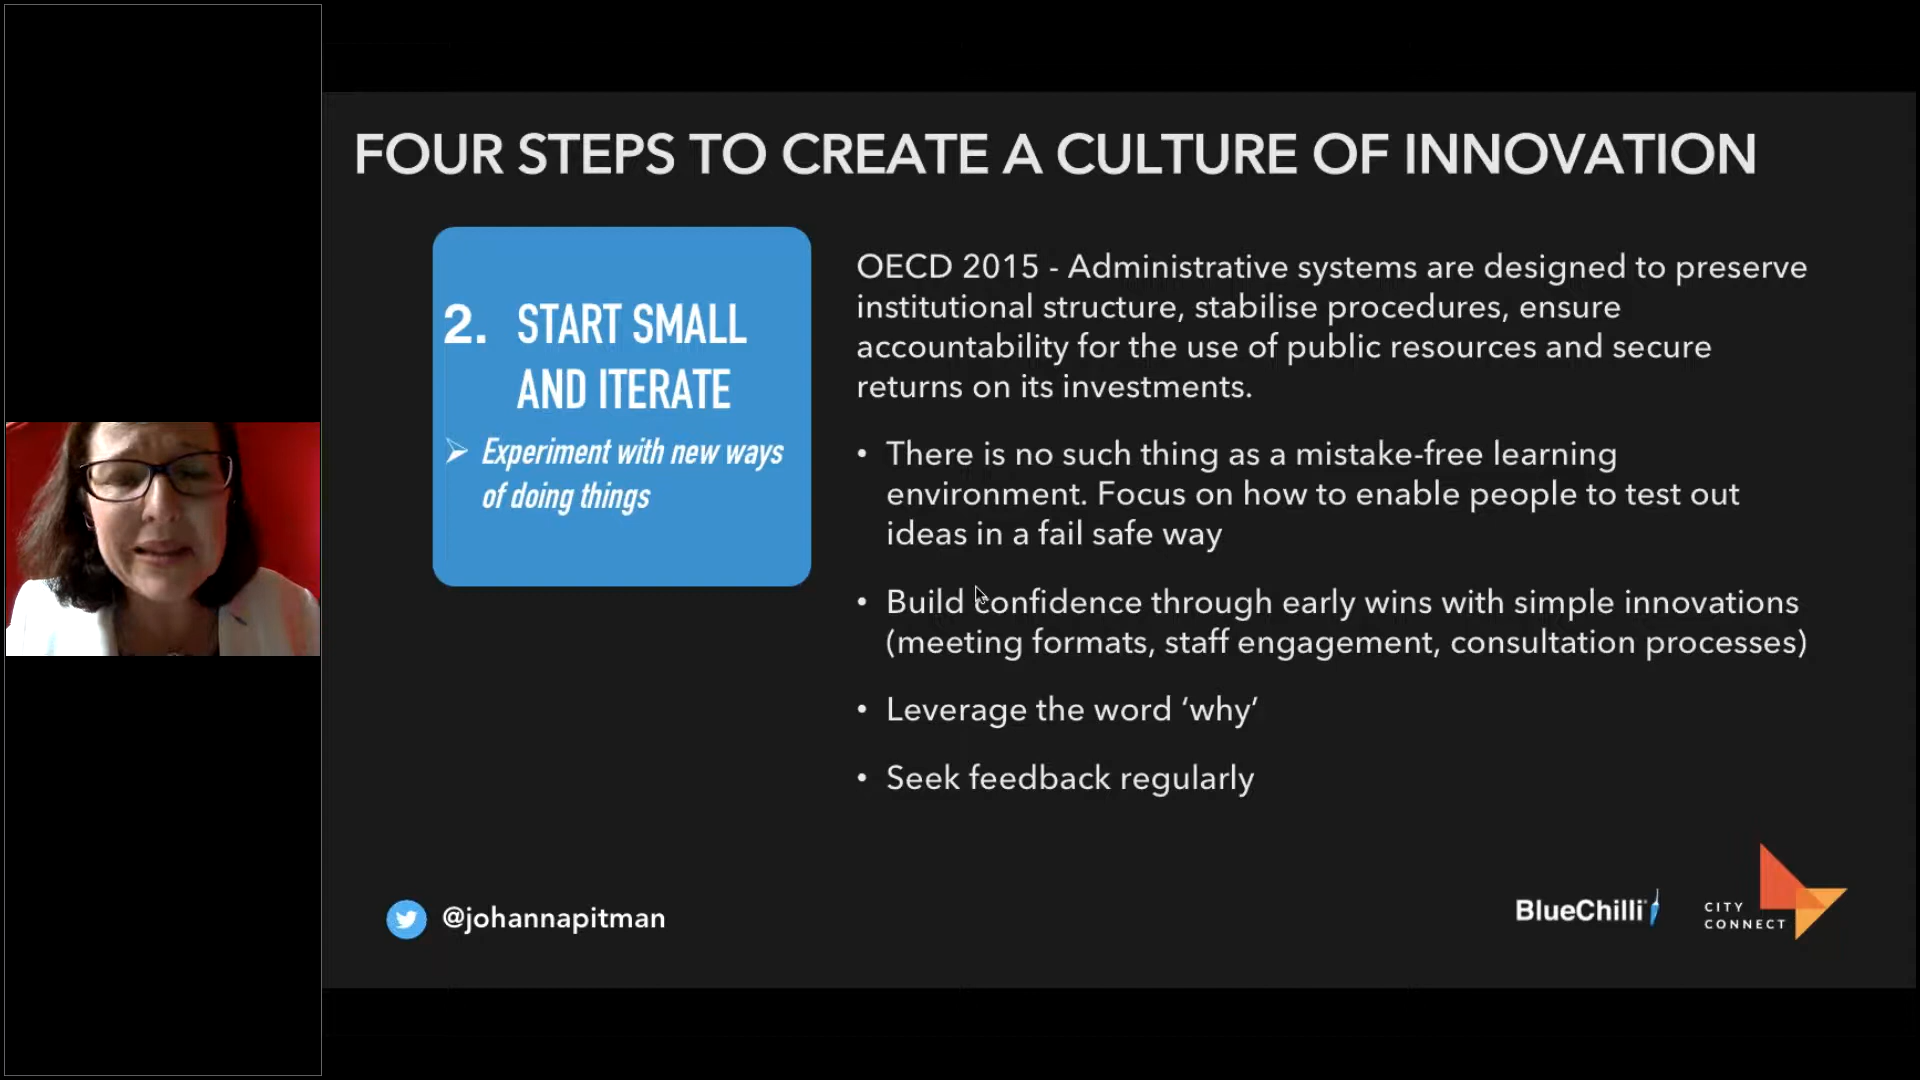 FOUR STEPS TO CREATE A CULTURE OF INNOVATION
2. START SMALL
AND ITERATE
➢ Experiment with new ways
of doing things
OECD 2015 - Administrative systems are designed to preserve
institutional structure, stabilise procedures, ensure
accountability for the use of public resources and secure
returns on its investments.
• There is no such thing as a mistake-free learning
environment. Focus on how to enable people to test out
ideas in a fail safe way
• Build confidence through early wins with simple innovations
(meeting formats, staff engagement, consultation processes)
• Leverage the word ‘why’
• Seek feedback regularly
@johannapitman
BlueChilli
CITY
CONNECT